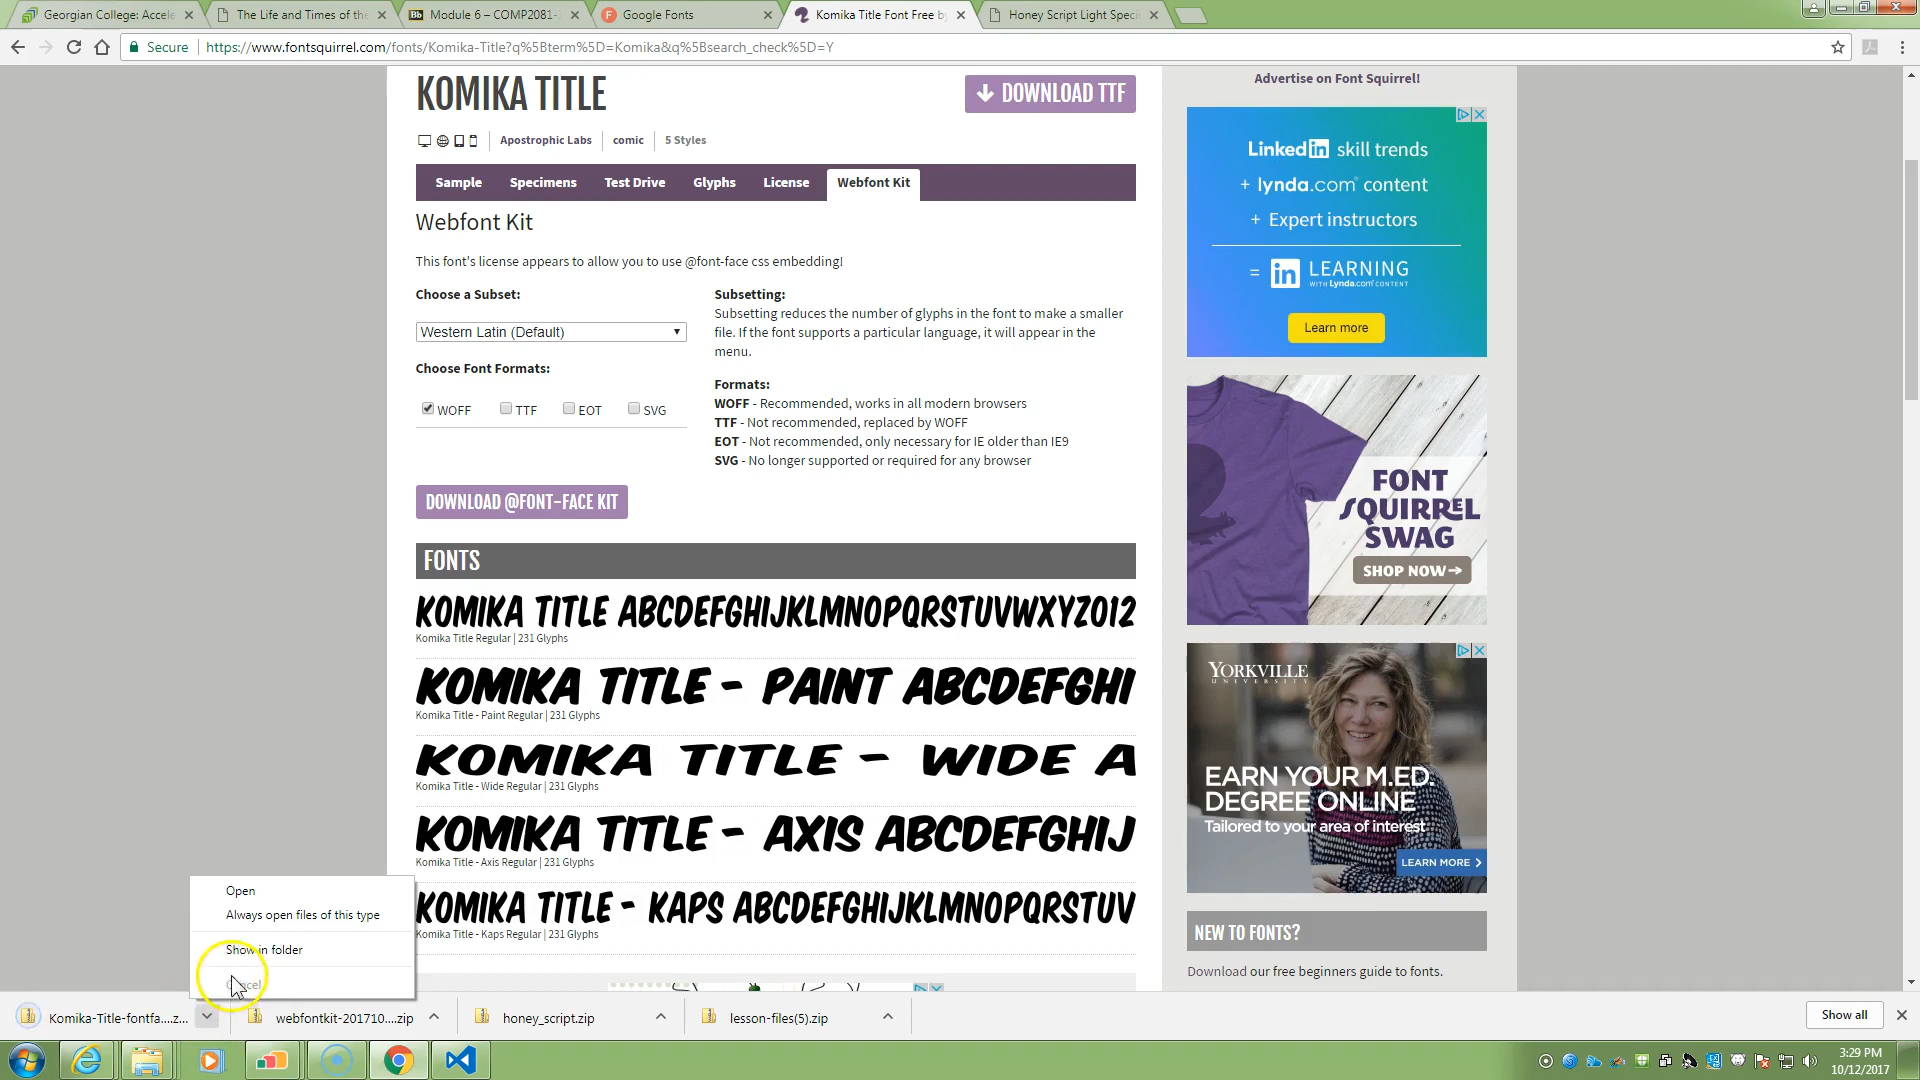 Georgian College: Accele
The Life and Times of the
Module 6 – COMP2081-
Google Fonts
Komika Title Font Free by
Honey Script Light Speci
Secure
https://www.fontsquirrel.com/fonts/Komika-Title?q%5Bterm%5D=Komika&q%5Bsearch_check%5D=Y
KOMIKA TITLE
DOWNLOAD TTF
Apostrophic Labs
comic
5 Styles
Sample
Specimens
Test Drive
Glyphs
License
Webfont Kit
Webfont Kit
This font's license appears to allow you to use @font-face css embedding!
Choose a Subset:
Western Latin (Default)
Choose Font Formats:
WOFF
TTF
EOT
SVG
Subsetting:
Subsetting reduces the number of glyphs in the font to make a smaller
file. If the font supports a particular language, it will appear in the
menu.
Formats:
WOFF - Recommended, works in all modern browsers
TTF - Not recommended, replaced by WOFF
EOT - Not recommended, only necessary for IE older than IE9
SVG - No longer supported or required for any browser
DOWNLOAD @FONT-FACE KIT
FONTS
KOMIKA TITLE ABCDEFGHIJKLMNOPQRSTUVWXYZ012
Komika Title Regular | 231 Glyphs
KOMIKA TITLE - PAINT ABCDEFGHI
Komika Title - Paint Regular | 231 Glyphs
KOMIKA TITLE - WIDE A
Komika Title - Wide Regular | 231 Glyphs
KOMIKA TITLE - AXIS ABCDEFGHIJ
Komika Title - Axis Regular | 231 Glyphs
KOMIKA TITLE - KAPS ABCDEFGHIJKLMNOPQRSTUV
Komika Title - Kaps Regular | 231 Glyphs
Advertise on Font Squirrel!
LinkedIn skill trends
+ lynda.com content
+ Expert instructors
= in LEARNING
WITH Lynda.com CONTENT
Learn more
FONT
SQUIRREL
SWAG
SHOP NOW→
YORKVILLE
UNIVERSITY
EARN YOUR M.ED.
DEGREE ONLINE
Tailored to your area of interest
LEARN MORE
NEW TO FONTS?
Download our free beginners guide to fonts.
Open
Always open files of this type
Show in folder
Cancel
Komika-Title-fontfa....z...
webfontkit-201710....zip
honey_script.zip
lesson-files(5).zip
Show all
3:29 PM
10/12/2017